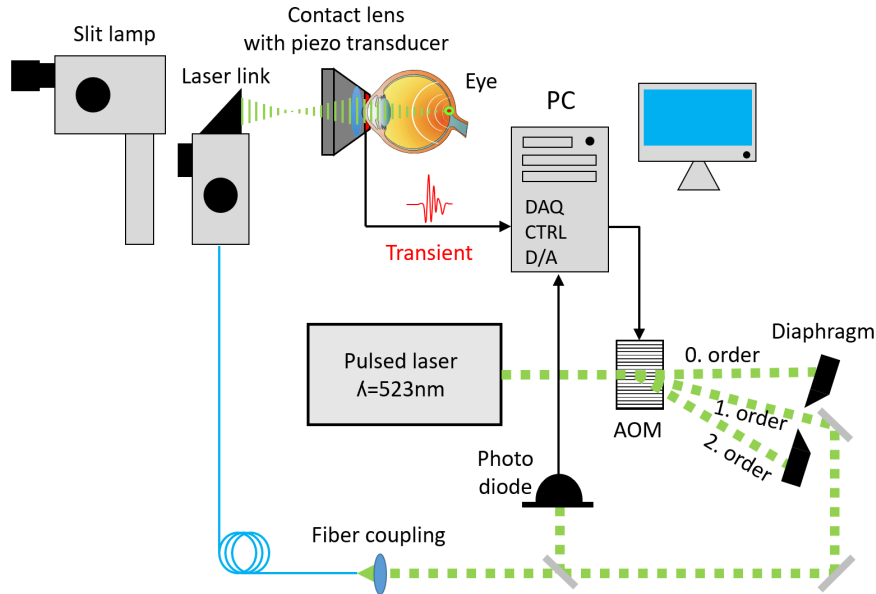 Slit lamp
Contact lens
with piezo transducer
Laser link
Eye
PC
DAQ
CTRL
D/A
Transient
Pulsed laser
ʎ=523nm
Diaphragm
0. order
1. order
2. order
AOM
Photo
diode
Fiber coupling